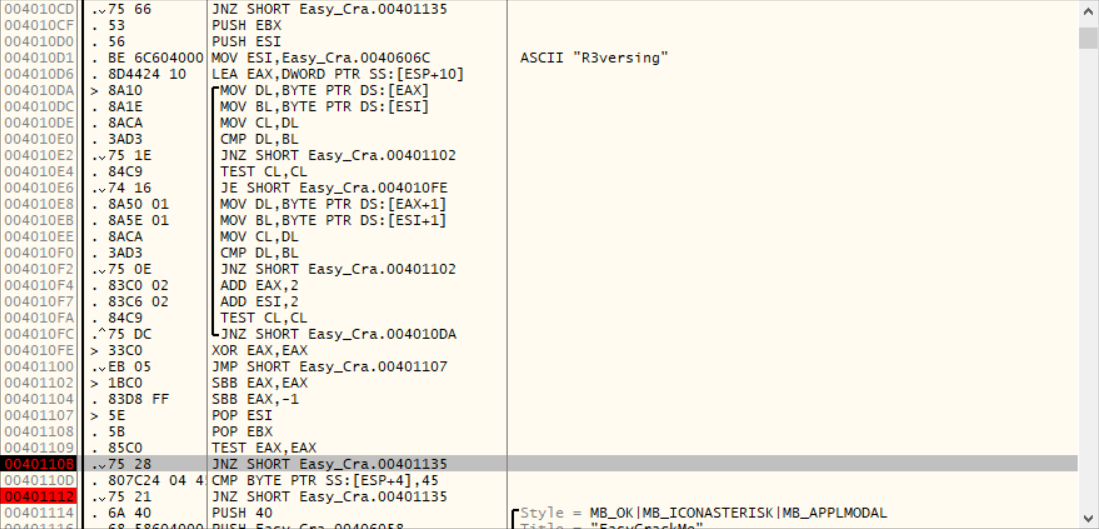 004010CD .˅75 66 JNZ SHORT Easy_Cra.00401135
004010CF . 53 PUSH EBX
004010D0 . 56 PUSH ESI
004010D1 . BE 6C604000 MOV ESI,Easy_Cra.0040606C ASCII "R3versing"
004010D6 . 8D4424 10 LEA EAX,DWORD PTR SS:[ESP+10]
004010DA > 8A10 MOV DL,BYTE PTR DS:[EAX]
004010DC . 8A1E MOV BL,BYTE PTR DS:[ESI]
004010DE . 8ACA MOV CL,DL
004010E0 . 3AD3 CMP DL,BL
004010E2 .˅75 1E JNZ SHORT Easy_Cra.00401102
004010E4 . 84C9 TEST CL,CL
004010E6 .˅74 16 JE SHORT Easy_Cra.004010FE
004010E8 . 8A50 01 MOV DL,BYTE PTR DS:[EAX+1]
004010EB . 8A5E 01 MOV BL,BYTE PTR DS:[ESI+1]
004010EE . 8ACA MOV CL,DL
004010F0 . 3AD3 CMP DL,BL
004010F2 .˅75 0E JNZ SHORT Easy_Cra.00401102
004010F4 . 83C0 02 ADD EAX,2
004010F7 . 83C6 02 ADD ESI,2
004010FA . 84C9 TEST CL,CL
004010FC .^75 DC JNZ SHORT Easy_Cra.004010DA
004010FE > 33C0 XOR EAX,EAX
00401100 .˅EB 05 JMP SHORT Easy_Cra.00401107
00401102 > 1BC0 SBB EAX,EAX
00401104 . 83D8 FF SBB EAX,-1
00401107 > 5E POP ESI
00401108 . 5B POP EBX
00401109 . 85C0 TEST EAX,EAX
0040110B .˅75 28 JNZ SHORT Easy_Cra.00401135
0040110D . 807C24 04 4 CMP BYTE PTR SS:[ESP+4],45
00401112 .˅75 21 JNZ SHORT Easy_Cra.00401135
00401114 . 6A 40 PUSH 40 Style = MB_OK|MB_ICONASTERISK|MB_APPLMODAL
00401116 . 68 58604000 PUSH Easy_Cra.00406058 Title = "EasyCrackMe"